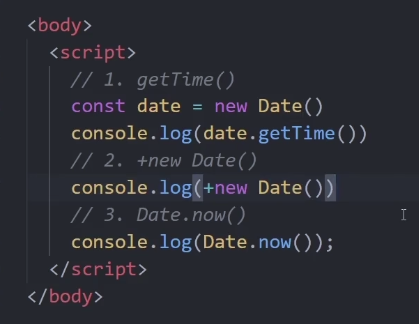 <body>
<script>
// 1. getTime()
const date = new Date()
console.log(date.getTime())
// 2. +new Date()
console.log(+new Date())
// 3. Date.now()
console.log(Date.now());
</script>
</body>